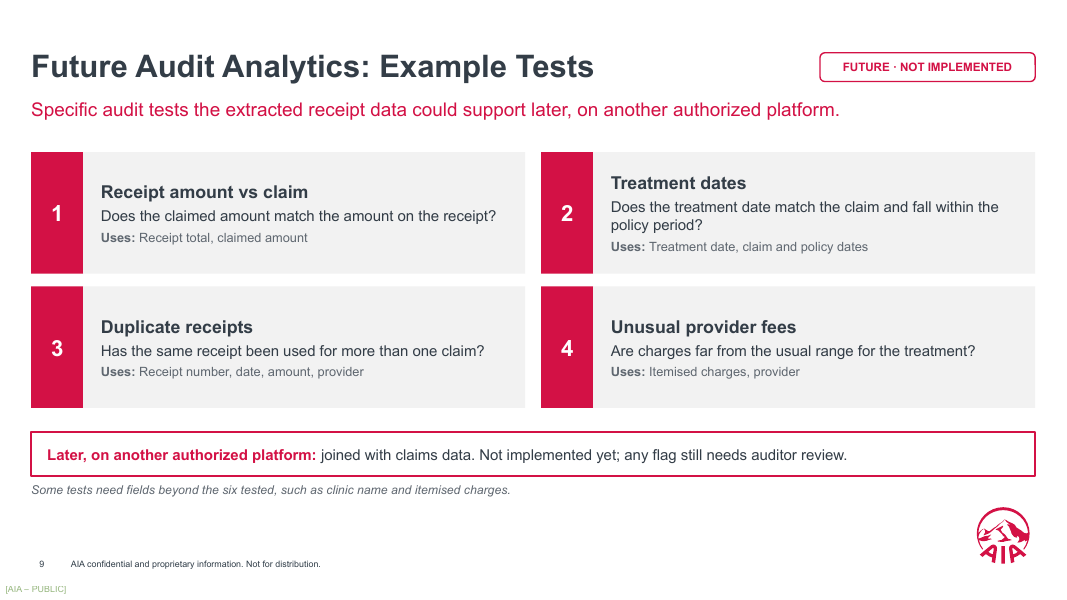 Future Audit Analytics: Example Tests
FUTURE · NOT IMPLEMENTED
Specific audit tests the extracted receipt data could support later, on another authorized platform.
1
Receipt amount vs claim
Does the claimed amount match the amount on the receipt?
Uses: Receipt total, claimed amount
2
Treatment dates
Does the treatment date match the claim and fall within the
policy period?
Uses: Treatment date, claim and policy dates
3
Duplicate receipts
Has the same receipt been used for more than one claim?
Uses: Receipt number, date, amount, provider
4
Unusual provider fees
Are charges far from the usual range for the treatment?
Uses: Itemised charges, provider
Later, on another authorized platform: joined with claims data. Not implemented yet; any flag still needs auditor review.
Some tests need fields beyond the six tested, such as clinic name and itemised charges.
AIA
9
AIA confidential and proprietary information. Not for distribution.
[AIA – PUBLIC]